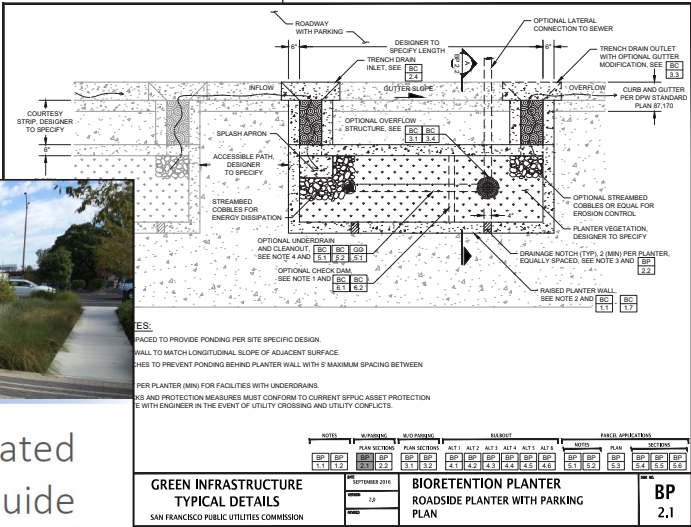 ROADWAY
WITH PARKING
OPTIONAL LATERAL
CONNECTION TO SEWER
6"
DESIGNER TO
SPECIFY LENGTH
6"
TRENCH DRAIN
INLET, SEE BC
2.4
A
BP 2.2
TRENCH DRAIN OUTLET
WITH OPTIONAL GUTTER
MODIFICATION, SEE BC
3.3
INFLOW
GUTTER SLOPE
OVERFLOW
CURB AND GUTTER
PER DPW STANDARD
PLAN 87,170
COURTESY
STRIP, DESIGNER
TO SPECIFY
6"
OPTIONAL OVERFLOW
STRUCTURE, SEE BC BC
3.1 3.4
SPLASH APRON
ACCESSIBLE PATH,
DESIGNER
TO SPECIFY
STREAMBED
COBBLES FOR
ENERGY DISSIPATION
OPTIONAL STREAMBED
COBBLES OR EQUAL FOR
EROSION CONTROL
PLANTER VEGETATION,
DESIGNER TO SPECIFY
4"
OPTIONAL UNDERDRAIN
AND CLEANOUT,
SEE NOTE 4 AND BC BC GG
5.1 5.2 5.1
DRAINAGE NOTCH (TYP), 2 (MIN) PER PLANTER,
EQUALLY SPACED, SEE NOTE 3 AND BP
2.2
OPTIONAL CHECK DAM,
SEE NOTE 1 AND BC BC
6.1 6.2
RAISED PLANTER WALL,
SEE NOTE 2 AND BC BC
1.1 1.7
TES:
PACED TO PROVIDE PONDING PER SITE SPECIFIC DESIGN.
WALL TO MATCH LONGITUDINAL SLOPE OF ADJACENT SURFACE.
CHES TO PREVENT PONDING BEHIND PLANTER WALL WITH 5' MAXIMUM SPACING BETWEEN
PER PLANTER (MIN) FOR FACILITIES WITH UNDERDRAINS.
KS AND PROTECTION MEASURES MUST CONFORM TO CURRENT SFPUC ASSET PROTECTION
E WITH ENGINEER IN THE EVENT OF UTILITY CROSSING AND UTILITY CONFLICTS.
ated
uide
NOTES W/PARKING W/O PARKING BULBOUT PARCEL APPLICATIONS
PLAN SECTIONS PLAN SECTIONS ALT 1 ALT 2 ALT 3 ALT 4 ALT 5 ALT 6 NOTES PLAN SECTIONS
BP BP BP BP BP BP BP BP BP BP BP BP BP BP BP BP BP BP
1.1 1.2 2.1 2.2 3.1 3.2 4.1 4.2 4.3 4.4 4.5 4.6 5.1 5.2 5.3 5.4 5.5 5.6
GREEN INFRASTRUCTURE
TYPICAL DETAILS
SAN FRANCISCO PUBLIC UTILITIES COMMISSION
DATE
SEPTEMBER 2016
VERSION
2.0
REVISED
BIORETENTION PLANTER
ROADSIDE PLANTER WITH PARKING
PLAN
BP
2.1